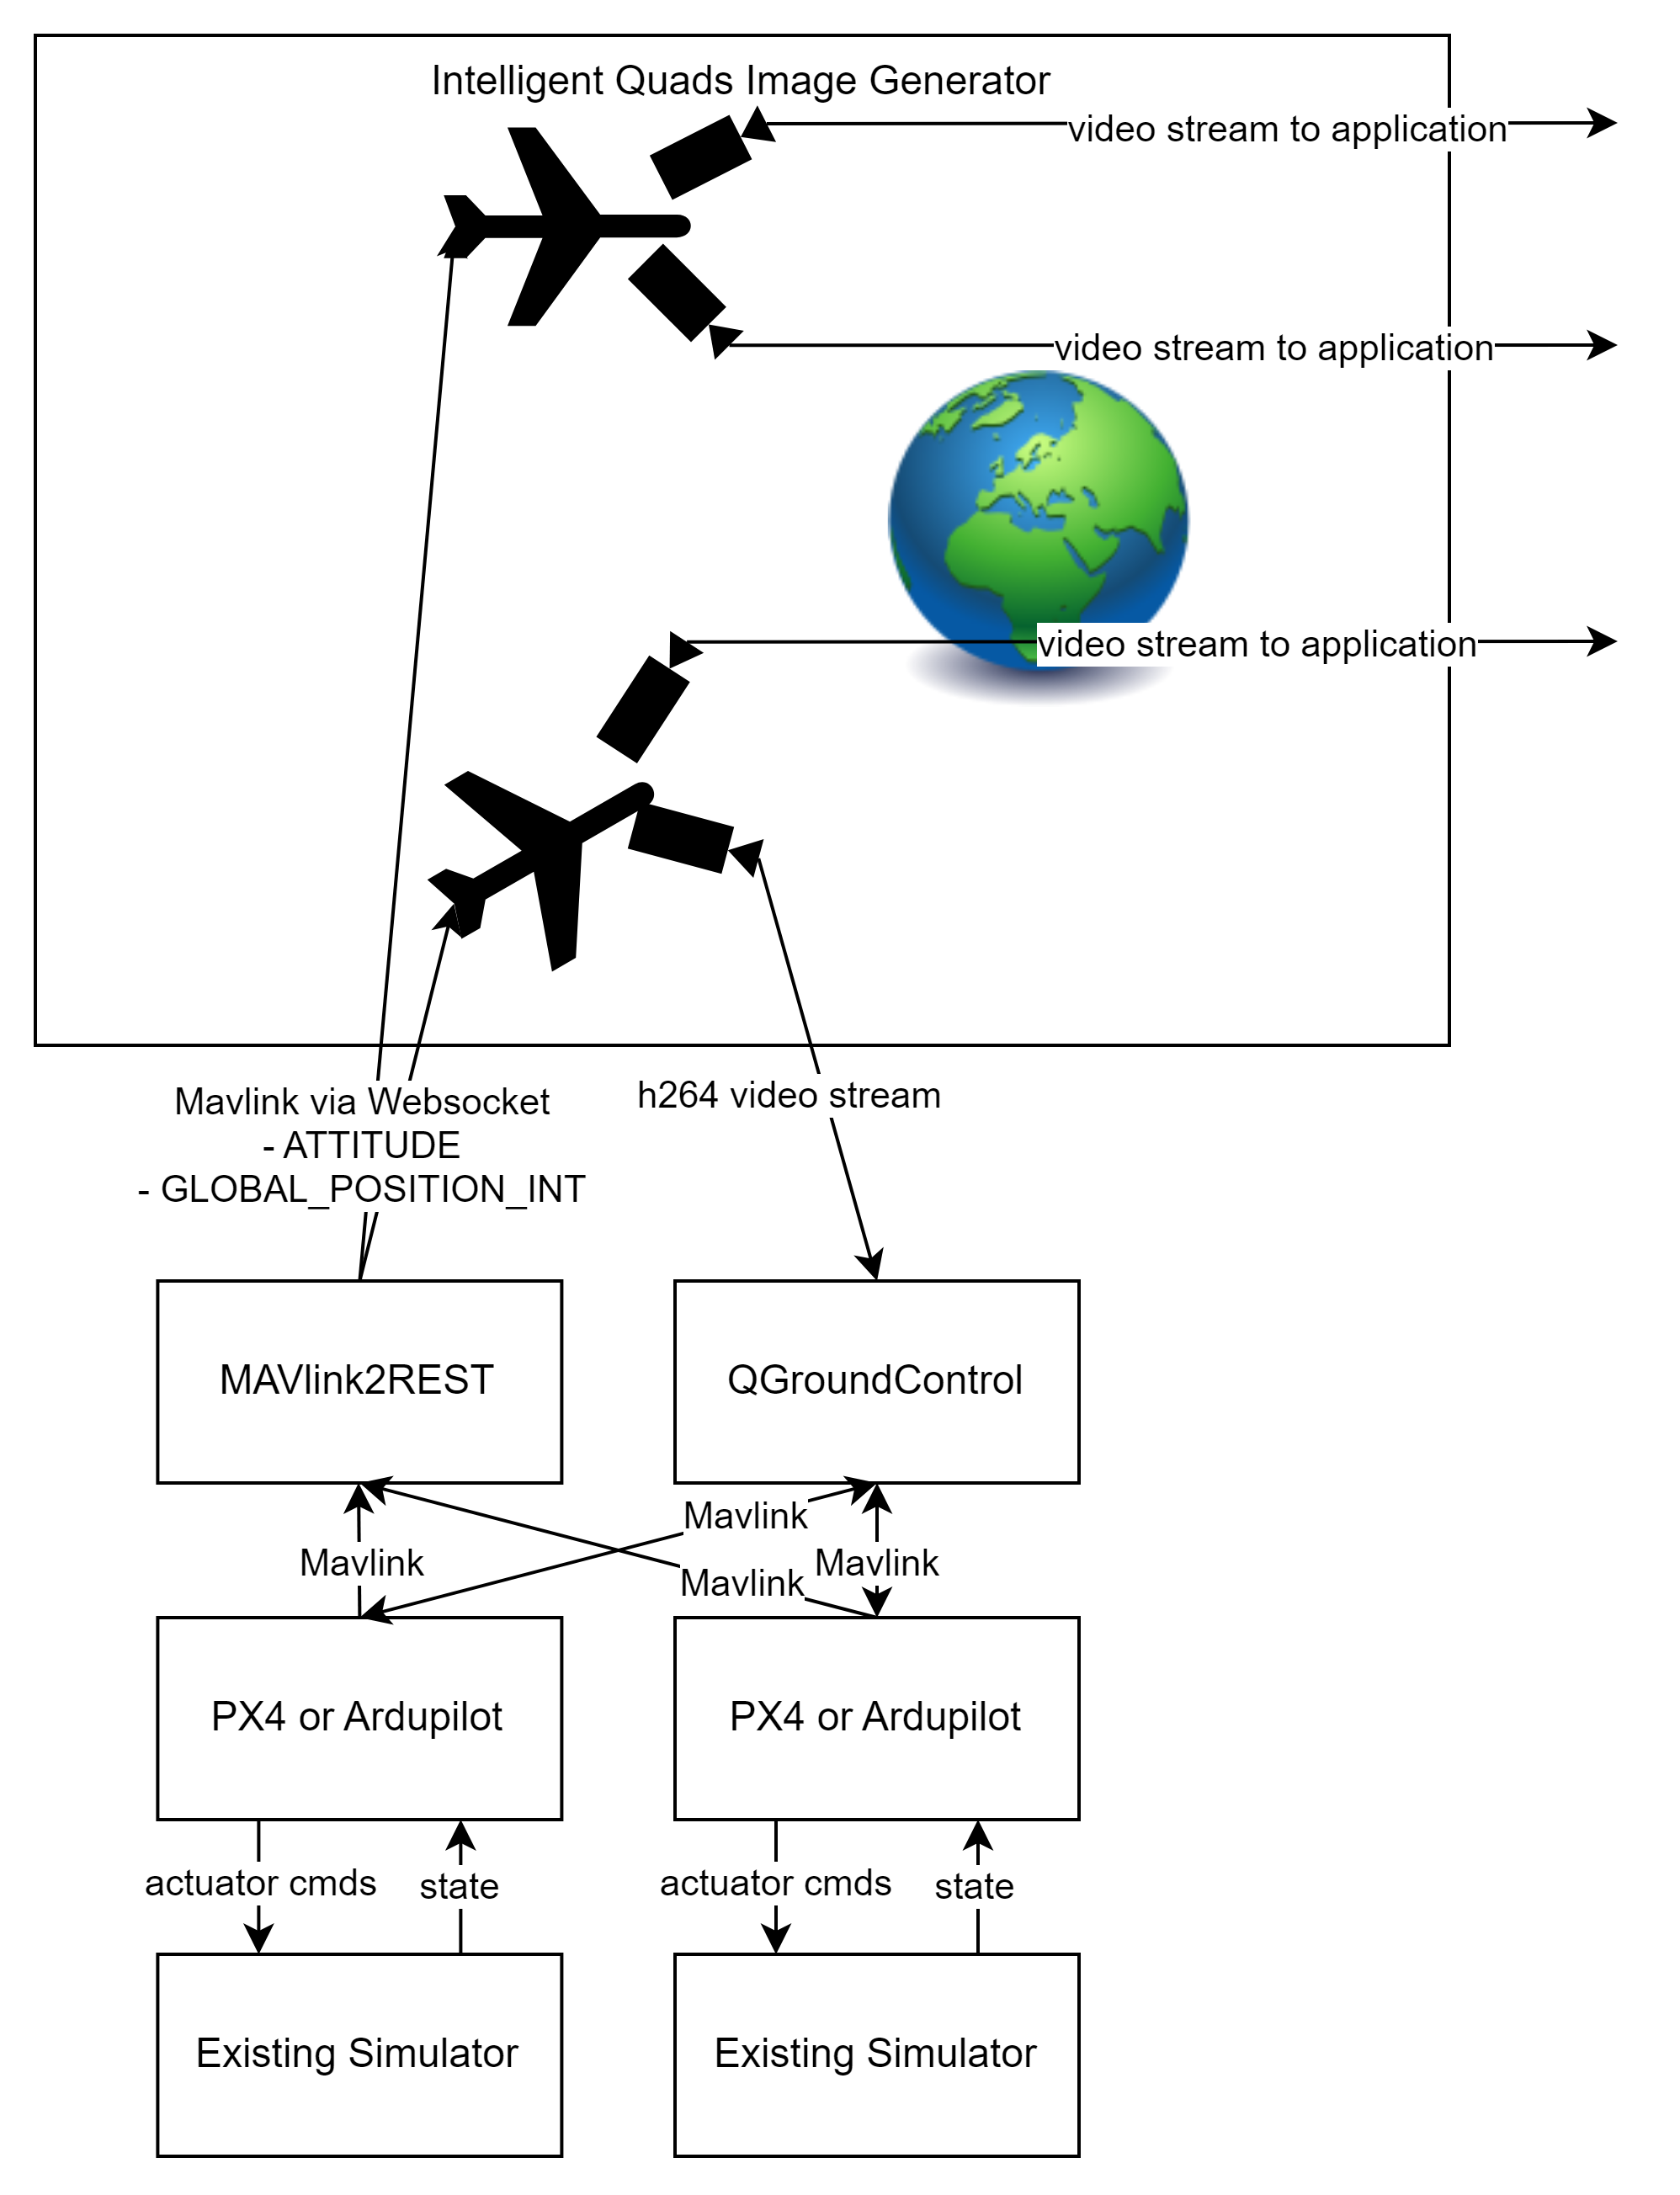 Intelligent Quads Image Generator
video stream to application
video stream to application
video stream to application
Mavlink via Websocket
- ATTITUDE
- GLOBAL_POSITION_INT
h264 video stream
MAVlink2REST
QGroundControl
Mavlink
Mavlink
Mavlink
Mavlink
PX4 or Ardupilot
PX4 or Ardupilot
actuator cmds
state
actuator cmds
state
Existing Simulator
Existing Simulator